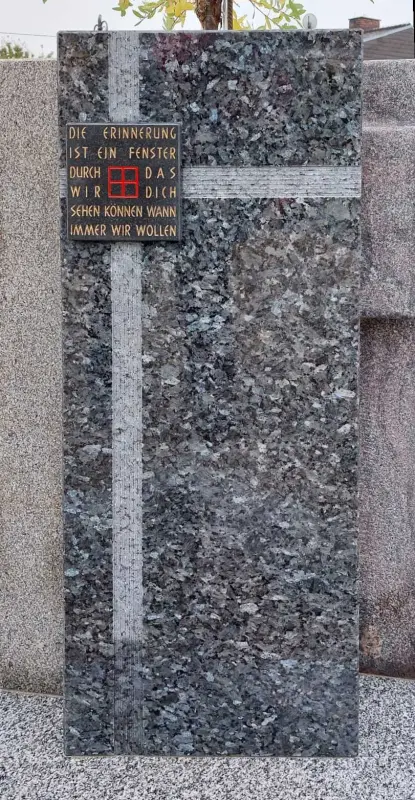 DIE ERINNERUNG
IST EIN FENSTER
DURCH DAS
WIR DICH
SEHEN KÖNNEN WANN
IMMER WIR WOLLEN